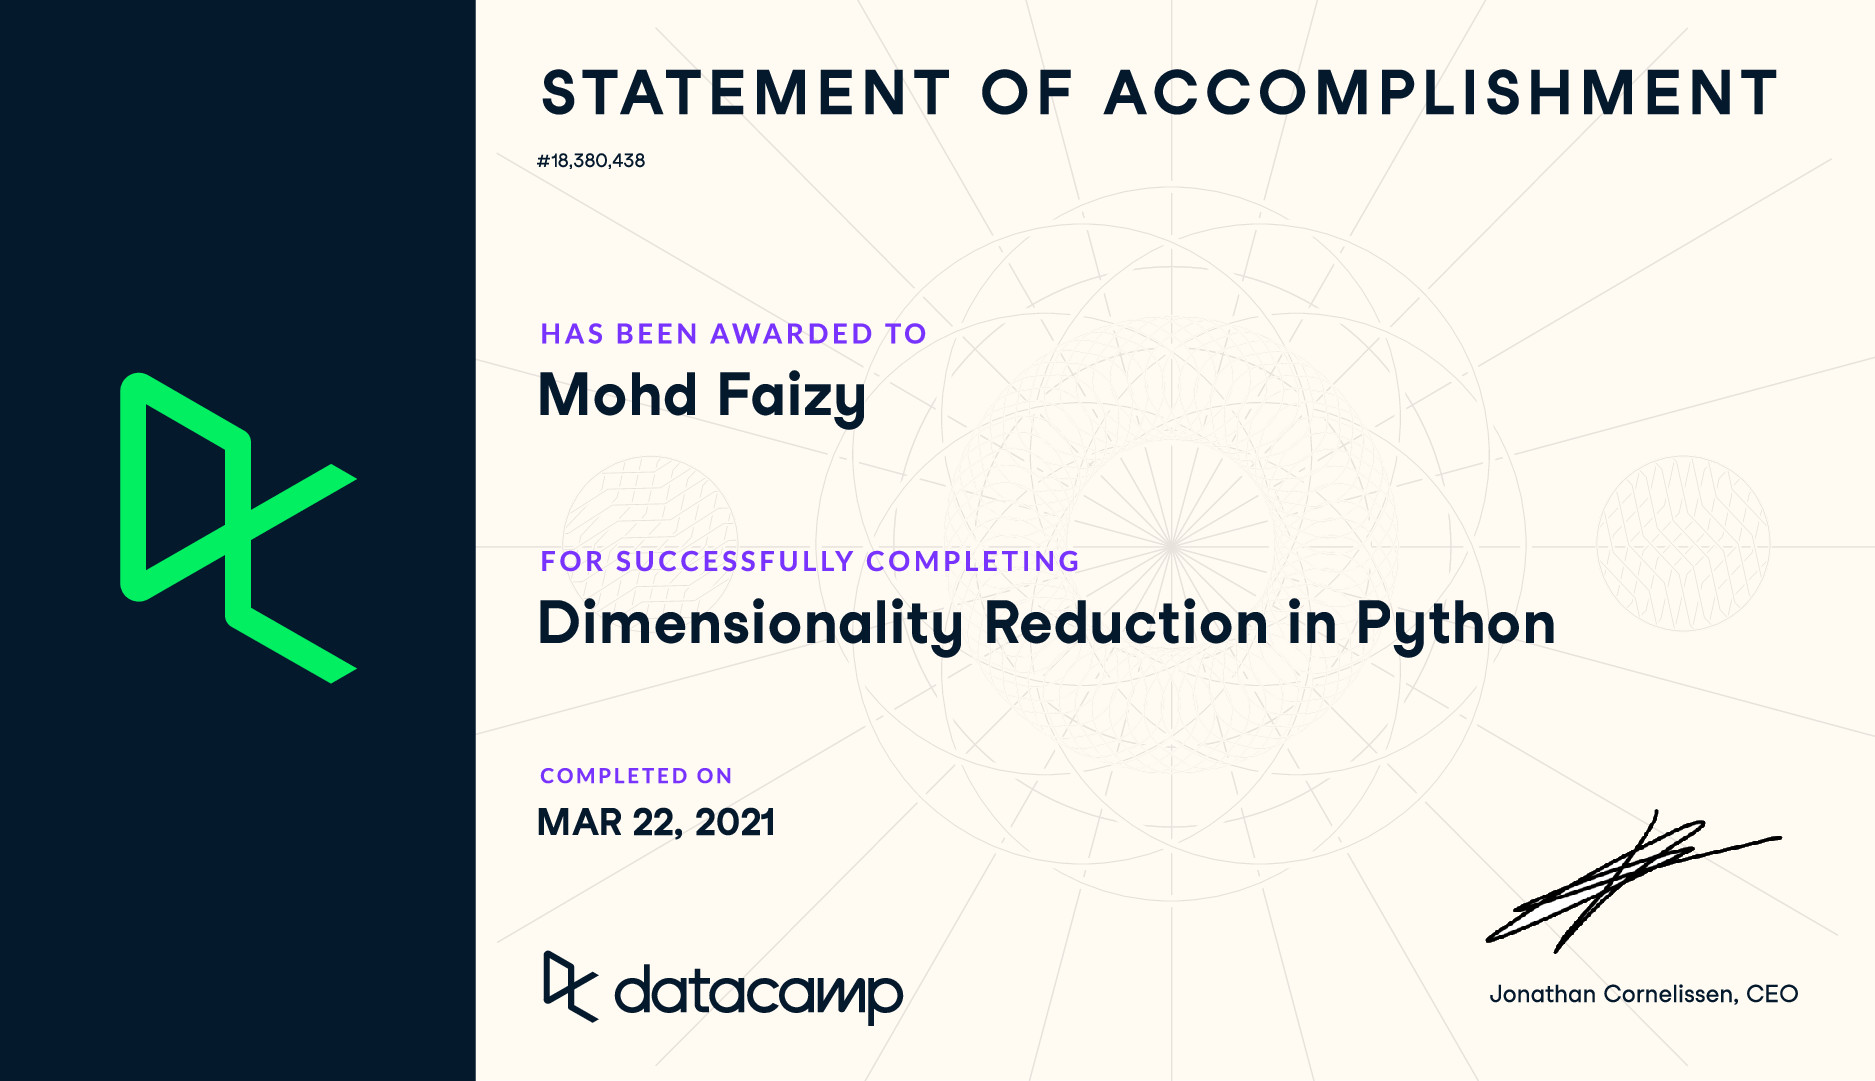 STATEMENT OF ACCOMPLISHMENT
#18,380,438
HAS BEEN AWARDED TO
Mohd Faizy
FOR SUCCESSFULLY COMPLETING
Dimensionality Reduction in Python
COMPLETED ON
MAR 22, 2021
datacamp
Jonathan Cornelissen, CEO